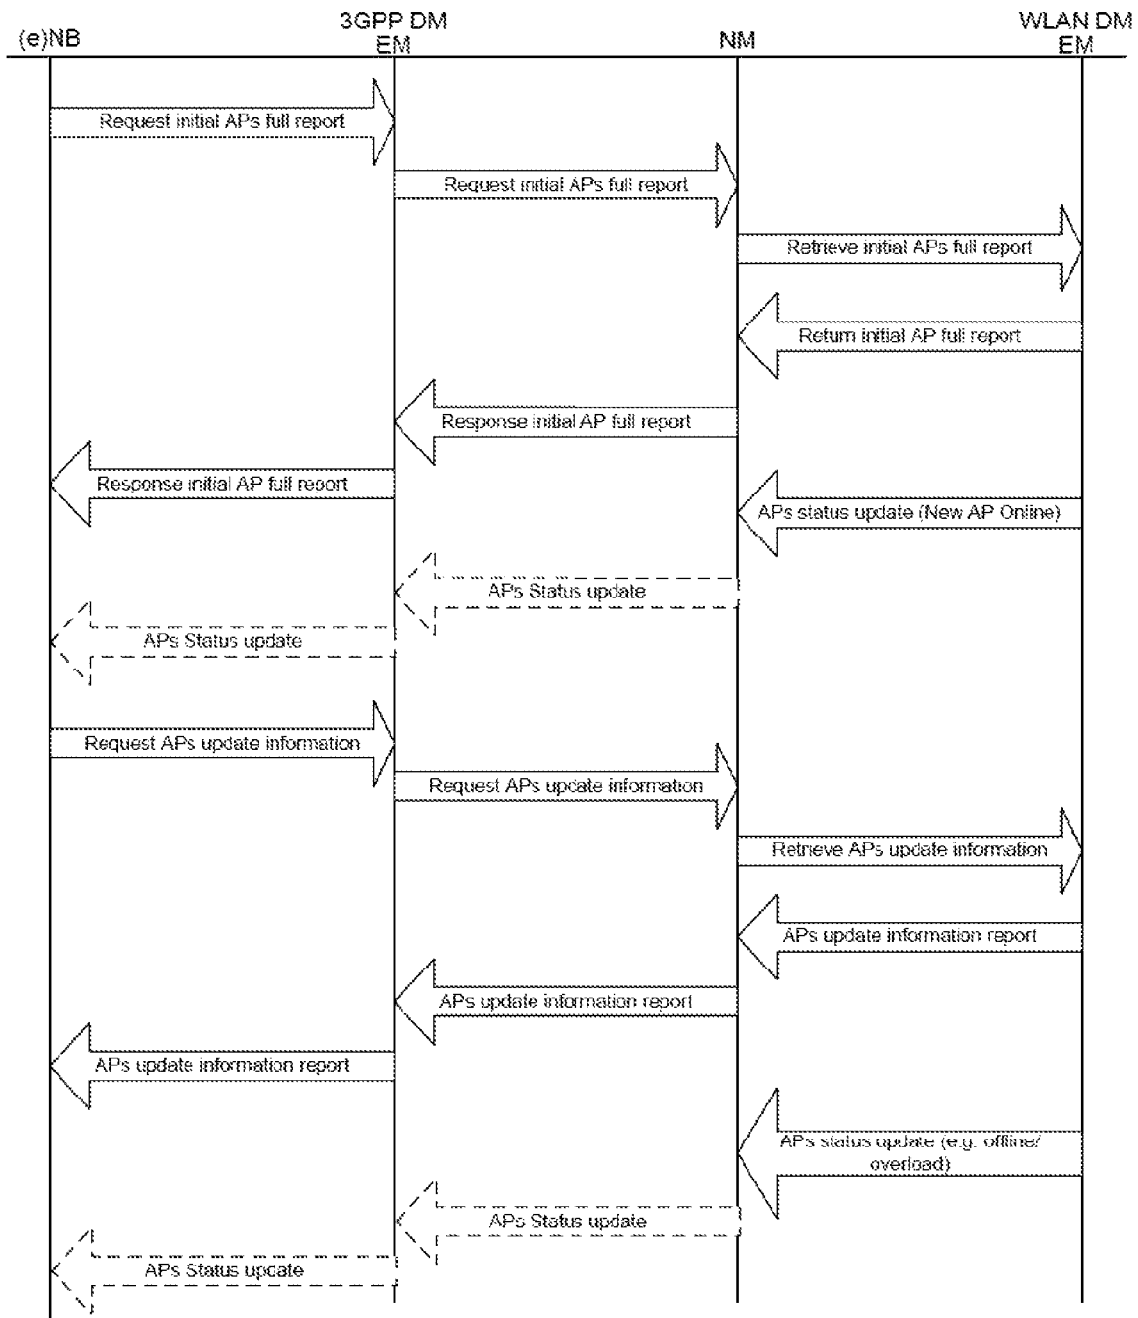 (e)NB
3GPP DM
EM
NM
WLAN DM
EM
Request initial APs full report
Request initial APs full report
Retrieve initial APs full report
Return initial AP full report
Response initial AP full report
Response initial AP full report
APs status update (New AP Online)
APs Status update
APs Status update
Request APs update information
Request APs update information
Retrieve APs update information
APs update information report
APs update information report
APs update information report
APs status update (e.g. offline/
overload)
APs Status update
APs Status update